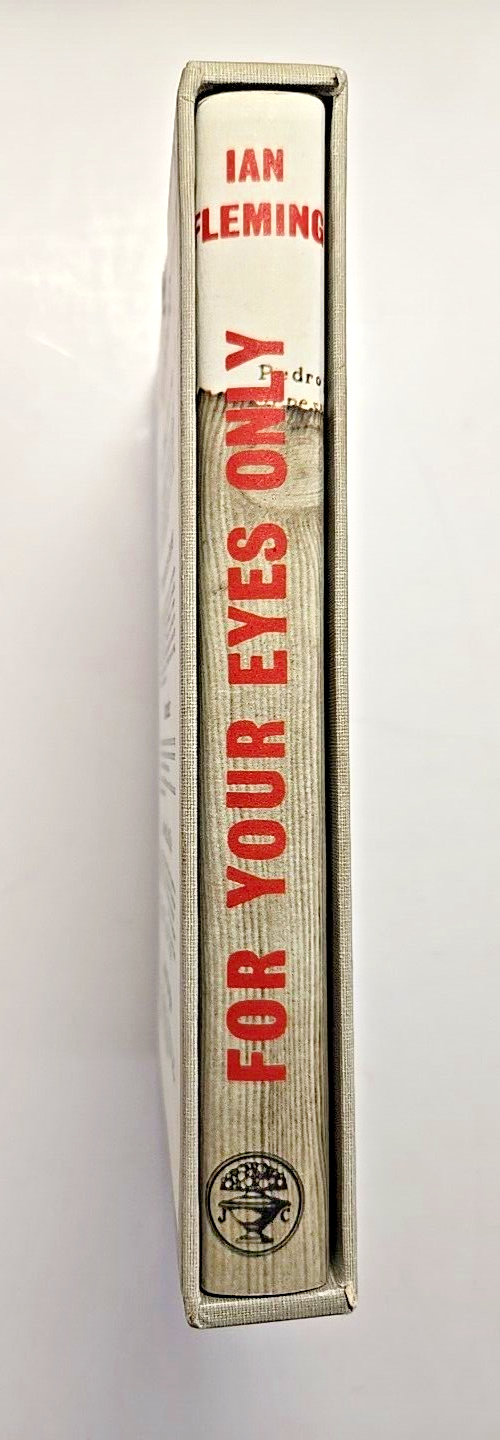 IAN
FLEMING
FOR YOUR EYES ONLY
Pedro
J C